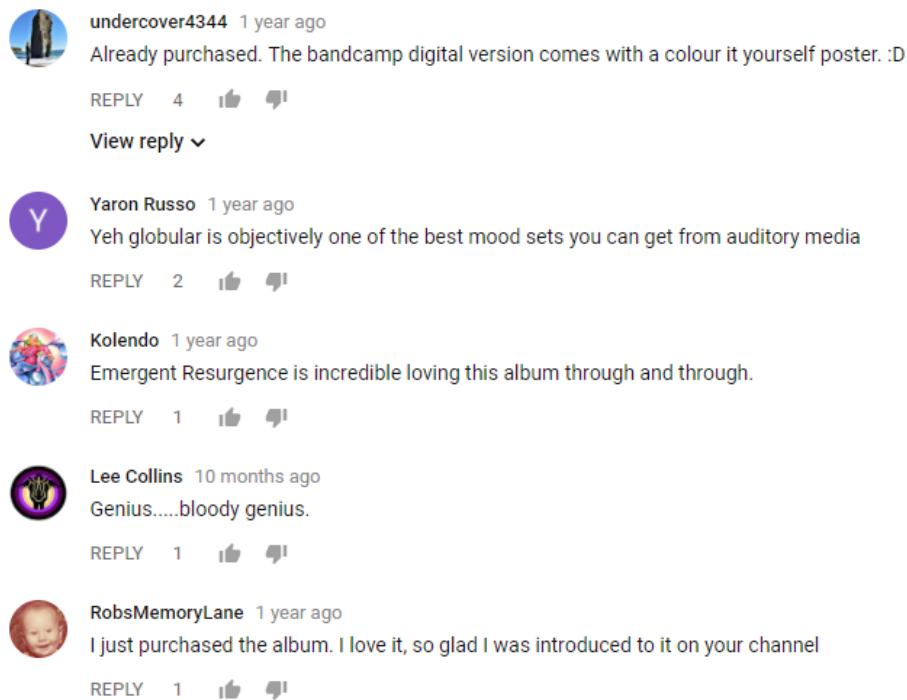 undercover4344 1 year ago
Already purchased. The bandcamp digital version comes with a colour it yourself poster. :D
REPLY 4
View reply
Y
Yaron Russo 1 year ago
Yeh globular is objectively one of the best mood sets you can get from auditory media
REPLY 2
Kolendo 1 year ago
Emergent Resurgence is incredible loving this album through and through.
REPLY 1
Lee Collins 10 months ago
Genius.....bloody genius.
REPLY 1
RobsMemoryLane 1 year ago
I just purchased the album. I love it, so glad I was introduced to it on your channel
REPLY 1